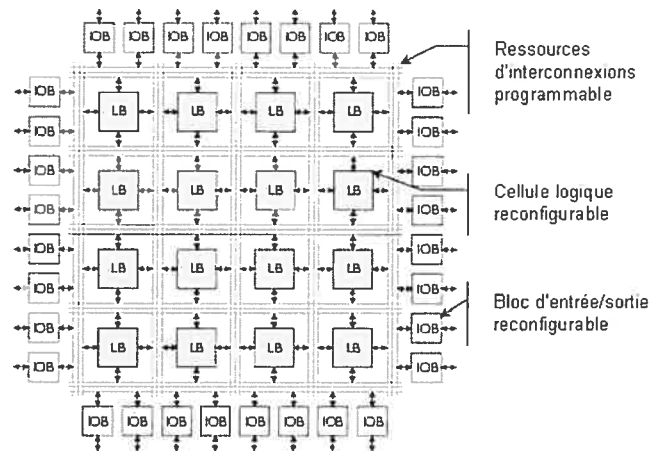 IOB IOB IOB IOB IOB IOB IOB IOB
Ressources
d'interconnexions
programmable
IOB IOB
LB LB LB LB
IOB IOB
IOB IOB
LB LB LB LB
Cellule logique
reconfigurable
IOB IOB
IOB IOB
LB LB LB LB
IOB IOB
Bloc d'entrée/sortie
reconfigurable
IOB IOB
LB LB LB LB
IOB IOB
IOB IOB IOB IOB IOB IOB IOB IOB